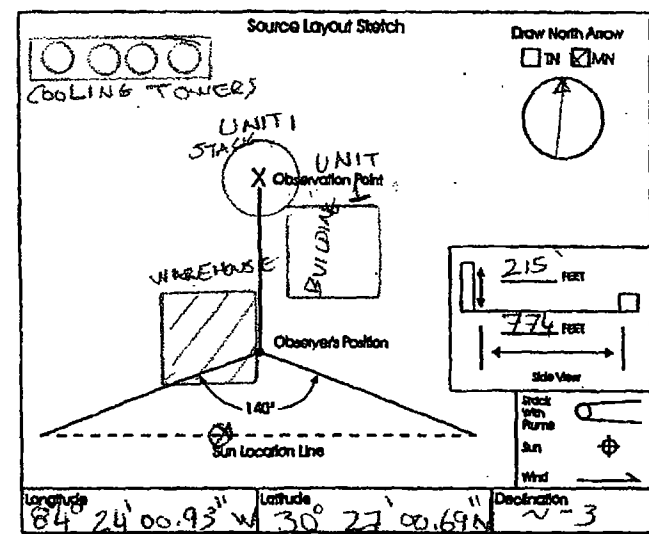 Source Layout Sketch
Draw North Arrow
TN MN
COOLING TOWERS
UNIT 1
STACK
X Observation Point
UNIT 1
BUILDING
WAREHOUSE
215' FEET
774 FEET
Side View
Observer's Position
140°
Sun Location Line
Stack
With
Plume
Sun
Wind
Longitude
84° 24' 00.93" W
Latitude
30° 27' 00.69" N
Declination
~ -3